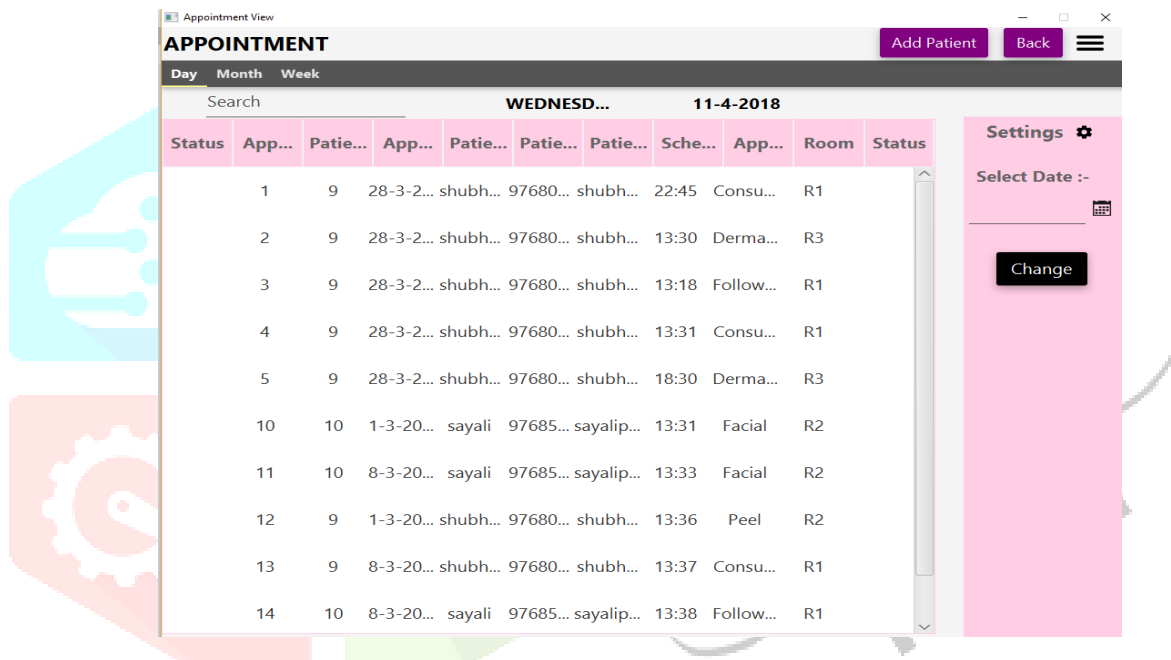 Appointment View
APPOINTMENT Add Patient Back
Day Month Week
Search WEDNESD... 11-4-2018
Status App... Patie... App... Patie... Patie... Patie... Sche... App... Room Status
Settings
Select Date :-
Change
1 9 28-3-2... shubh... 97680... shubh... 22:45 Consu... R1
2 9 28-3-2... shubh... 97680... shubh... 13:30 Derma... R3
3 9 28-3-2... shubh... 97680... shubh... 13:18 Follow... R1
4 9 28-3-2... shubh... 97680... shubh... 13:31 Consu... R1
5 9 28-3-2... shubh... 97680... shubh... 18:30 Derma... R3
10 10 1-3-20... sayali 97685... sayalip... 13:31 Facial R2
11 10 8-3-20... sayali 97685... sayalip... 13:33 Facial R2
12 9 1-3-20... shubh... 97680... shubh... 13:36 Peel R2
13 9 8-3-20... shubh... 97680... shubh... 13:37 Consu... R1
14 10 8-3-20... sayali 97685... sayalip... 13:38 Follow... R1